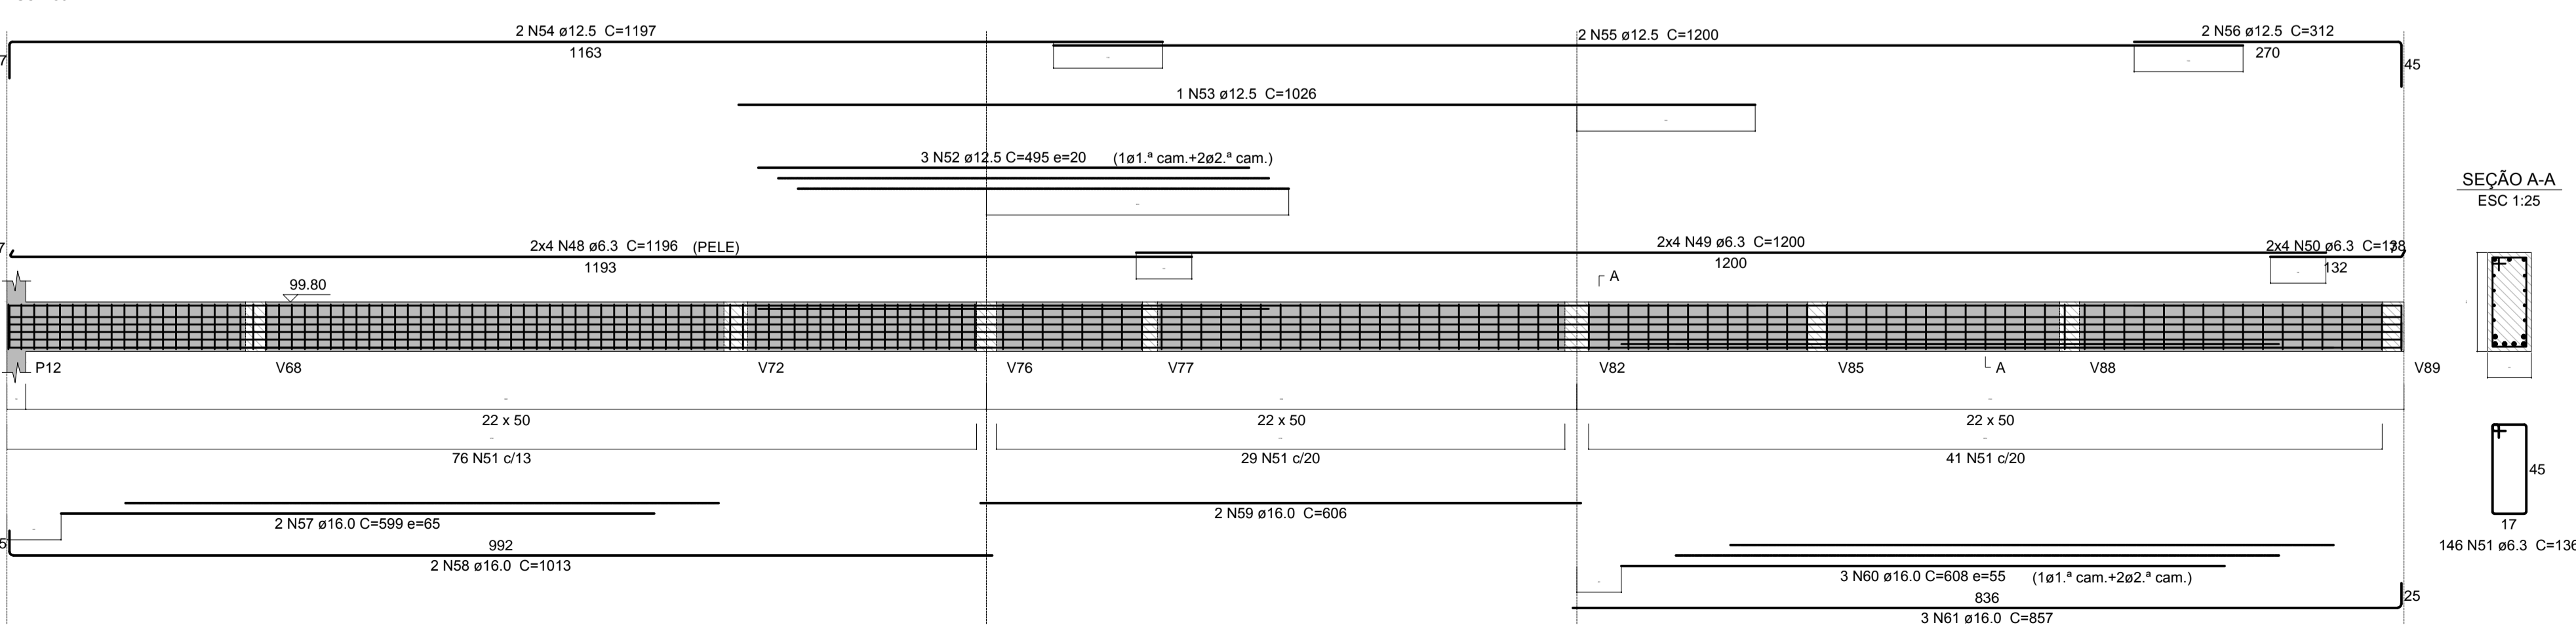 2 N54 ø12.5 C=1197
1163
7
2 N55 ø12.5 C=1200
2 N56 ø12.5 C=312
270
45
1 N53 ø12.5 C=1026
3 N52 ø12.5 C=495 e=20 (1ø1.ª cam.+2ø2.ª cam.)
SEÇÃO A-A
ESC 1:25
7
2x4 N48 ø6.3 C=1196 (PELE)
1193
2x4 N49 ø6.3 C=1200
1200
2x4 N50 ø6.3
132
A
99.80
P12
V68
V72
V76
V77
V82
V85
A
V88
V89
22 x 50
22 x 50
22 x 50
76 N51 c/13
29 N51 c/20
41 N51 c/20
45
17
146 N51 ø6.3 C=136
2 N57 ø16.0 C=599 e=65
2 N59 ø16.0 C=606
5
992
2 N58 ø16.0 C=1013
3 N60 ø16.0 C=608 e=55 (1ø1.ª cam.+2ø2.ª cam.)
836
25
3 N61 ø16.0 C=857